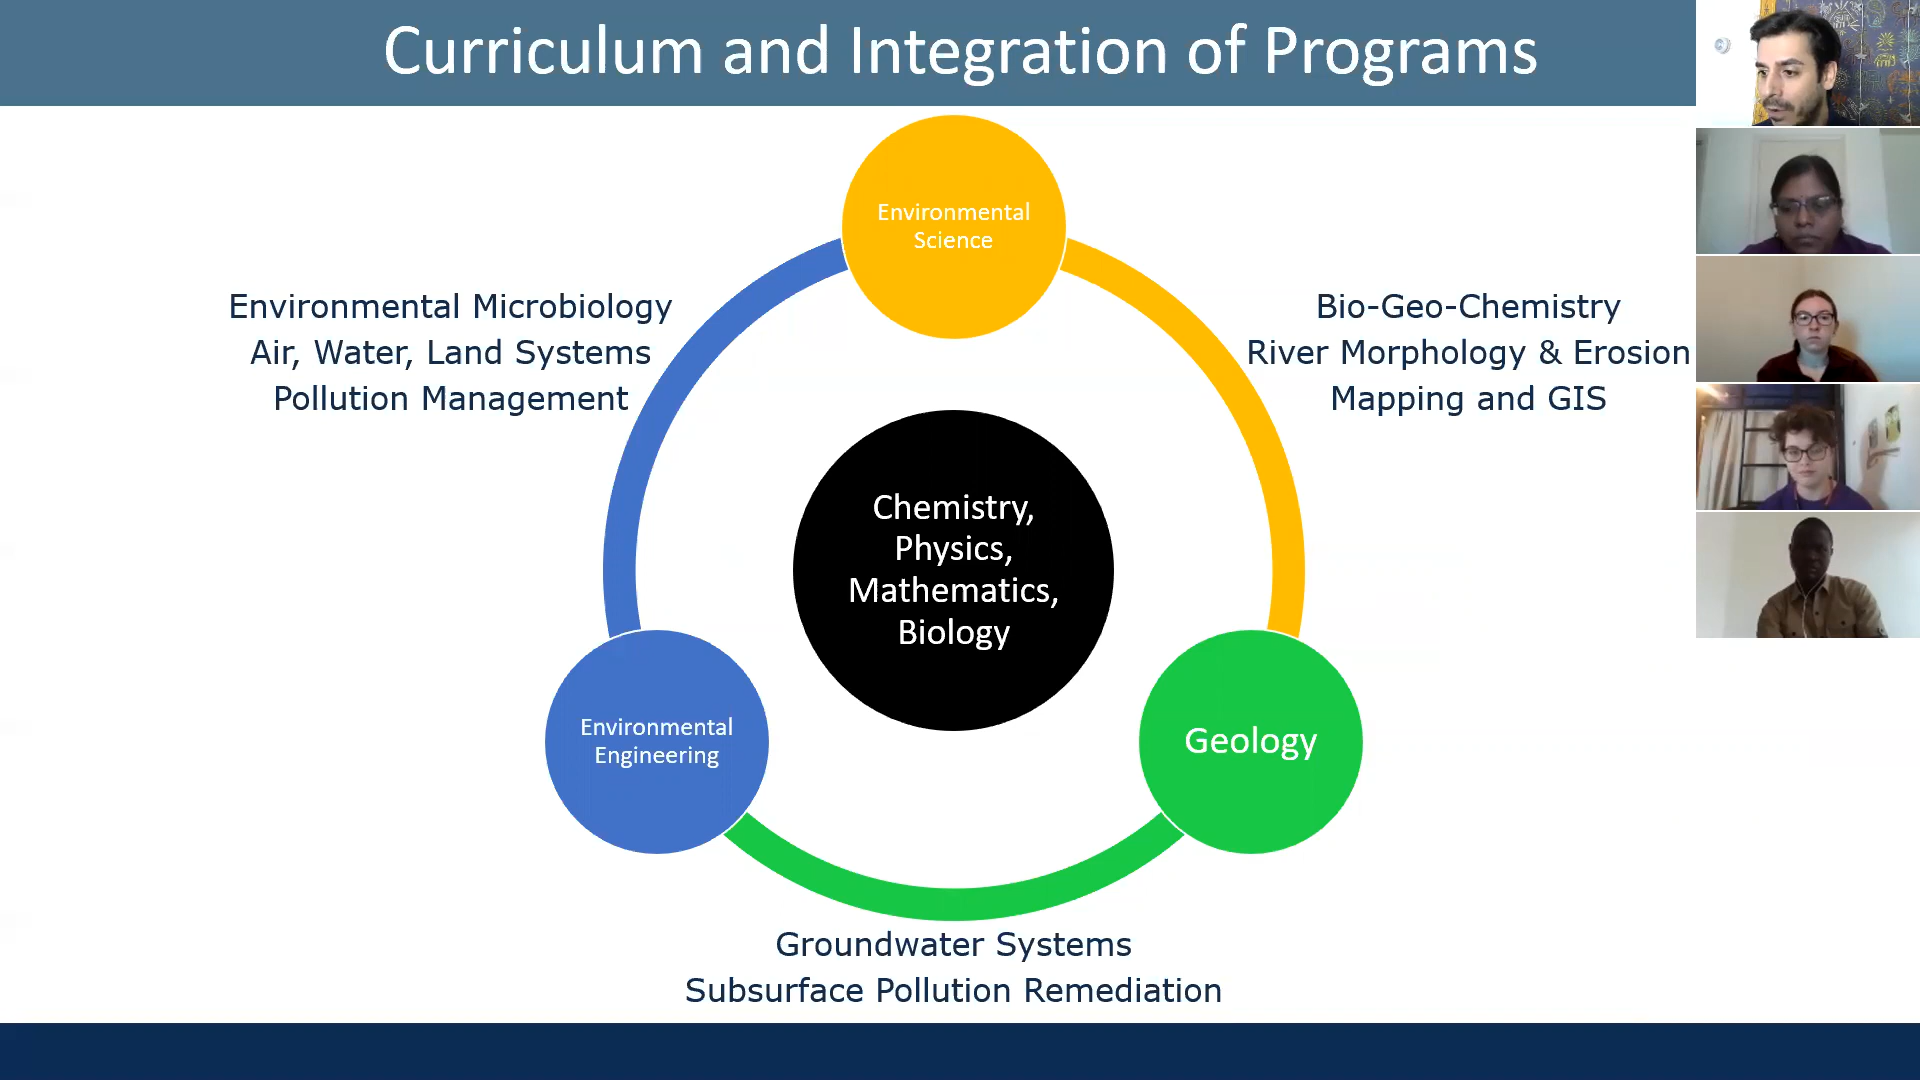 Curriculum and Integration of Programs
Environmental
Science
Environmental Microbiology
Air, Water, Land Systems
Pollution Management
Bio-Geo-Chemistry
River Morphology & Erosion
Mapping and GIS
Chemistry,
Physics,
Mathematics,
Biology
Environmental
Engineering
Geology
Groundwater Systems
Subsurface Pollution Remediation